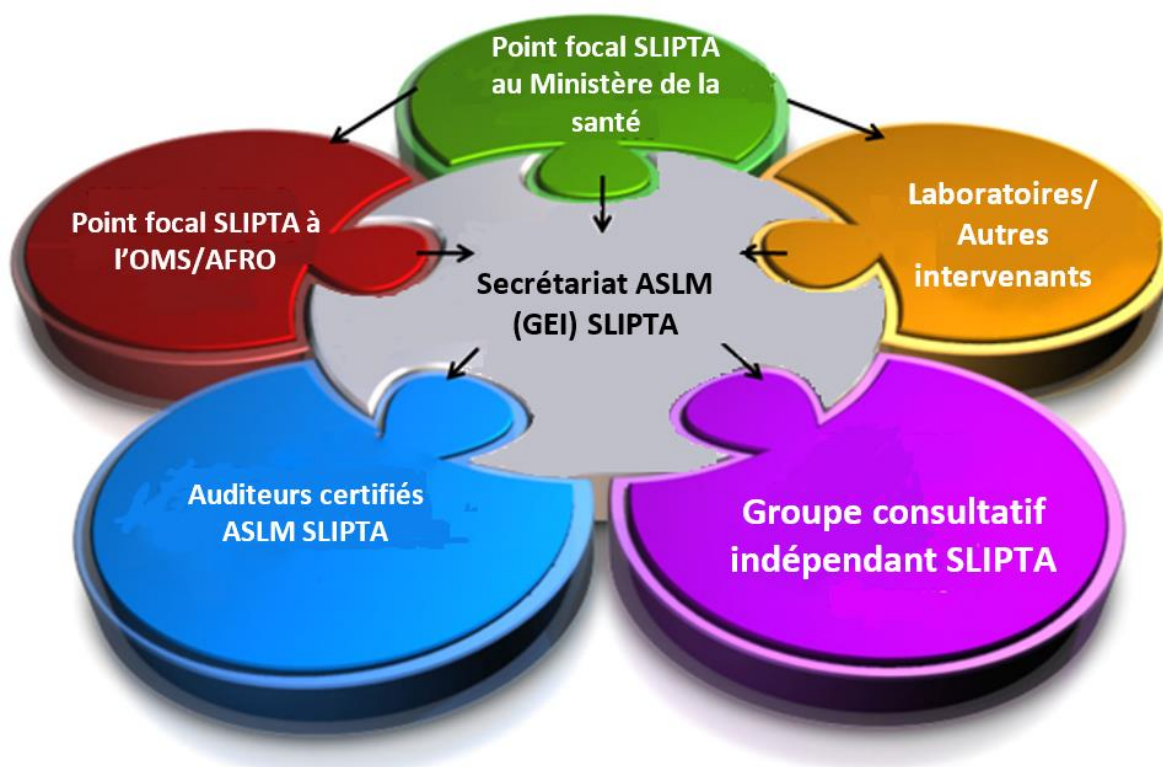 Point focal SLIPTA
au Ministère de la
santé
Point focal SLIPTA à
l’OMS/AFRO
Laboratoires/
Autres
intervenants
Secrétariat ASLM
(GEI) SLIPTA
Auditeurs certifiés
ASLM SLIPTA
Groupe consultatif
indépendant SLIPTA